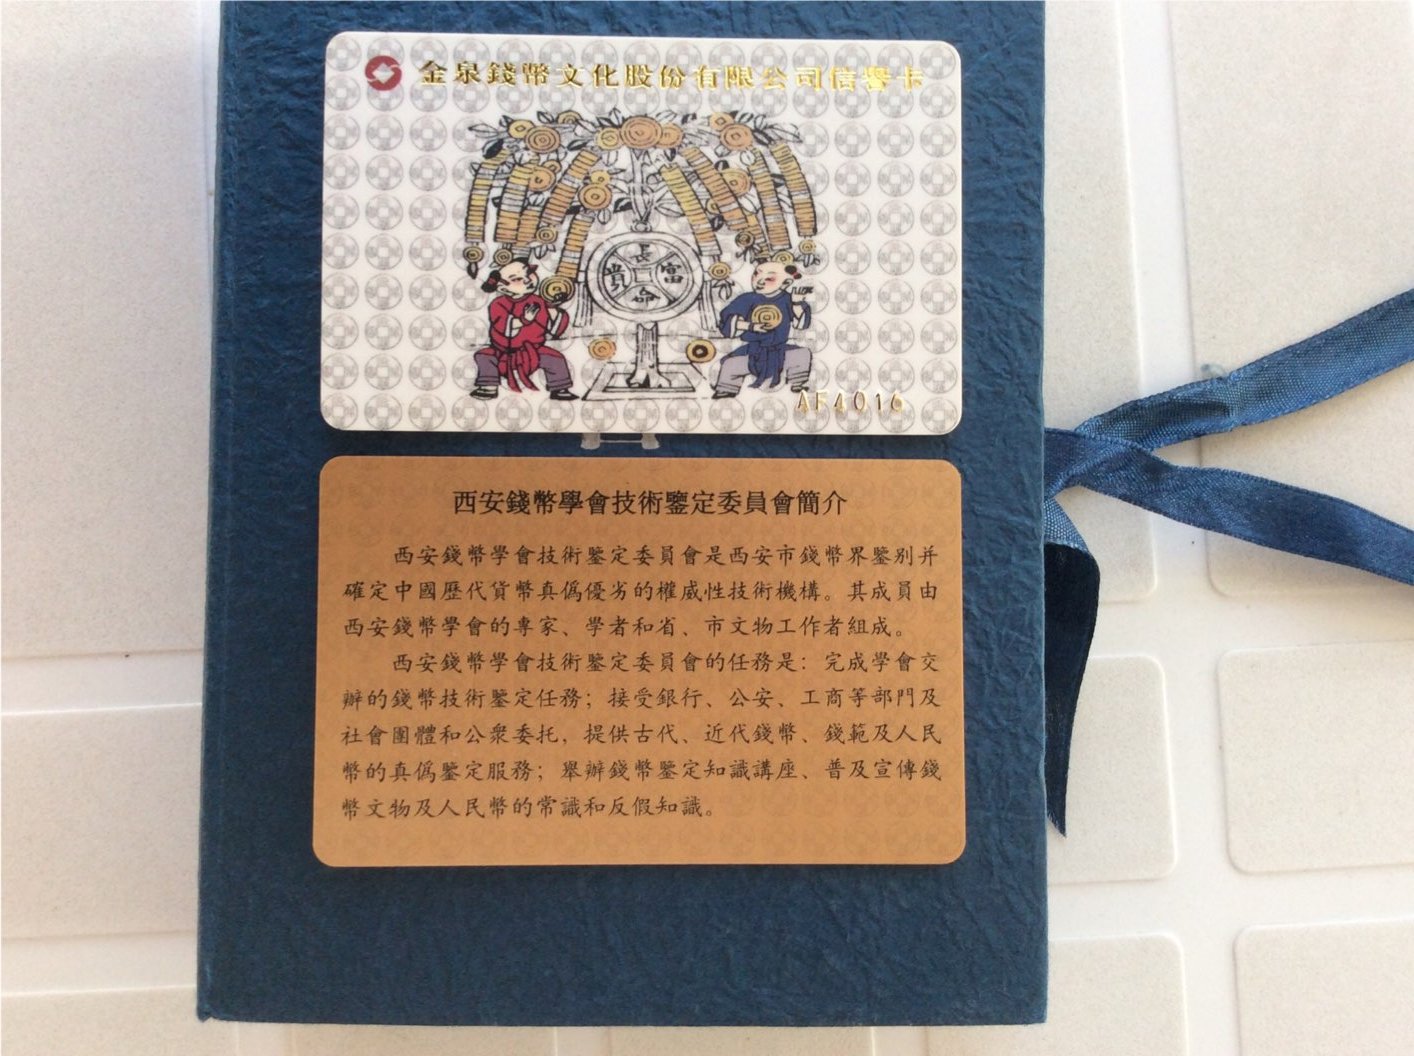 金泉錢幣文化股份有限公司信譽卡
長
貴 富
命
AF4016
西安錢幣學會技術鑒定委員會簡介
西安錢幣學會技術鑒定委員會是西安市錢幣界鑒别并
確定中國歷代貨幣真僞優劣的權威性技術機構。其成員由
西安錢幣學會的專家、學者和省、市文物工作者組成。
西安錢幣學會技術鑒定委員會的任務是：完成學會交
辦的錢幣技術鑒定任務；接受銀行、公安、工商等部門及
社會團體和公衆委托，提供古代、近代錢幣、錢範及人民
幣的真僞鑒定服務；舉辦錢幣鑒定知識講座、普及宣傳錢
幣文物及人民幣的常識和反假知識。